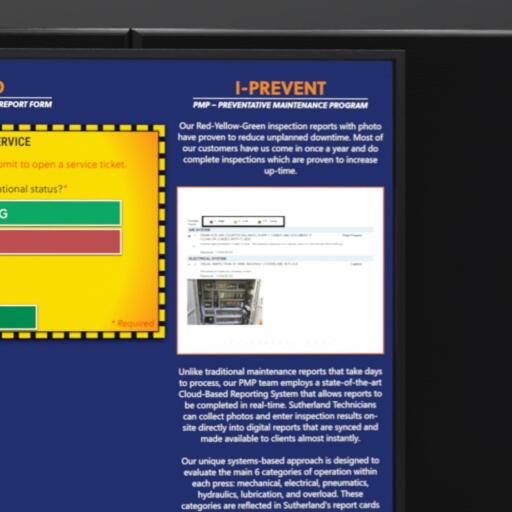 REPORT FORM
ERVICE
bmit to open a service ticket.
ational status?*
G
* Required
I-PREVENT
PMP – PREVENTATIVE MAINTENANCE PROGRAM
Our Red-Yellow-Green inspection reports with photo
have proven to reduce unplanned downtime. Most of
our customers have us come in once a year and do
complete inspections which are proven to increase
up-time.
ELECTRICAL SYSTEM
Unlike traditional maintenance reports that take days
to process, our PMP team employs a state-of-the-art
Cloud-Based Reporting System that allows reports to
be completed in real-time. Sutherland Technicians
can collect photos and enter inspection results on-
site directly into digital reports that are synced and
made available to clients almost instantly.
Our unique systems-based approach is designed to
evaluate the main 6 categories of operation within
each press: mechanical, electrical, pneumatics,
hydraulics, lubrication, and overload. These
categories are reflected in Sutherland's report cards